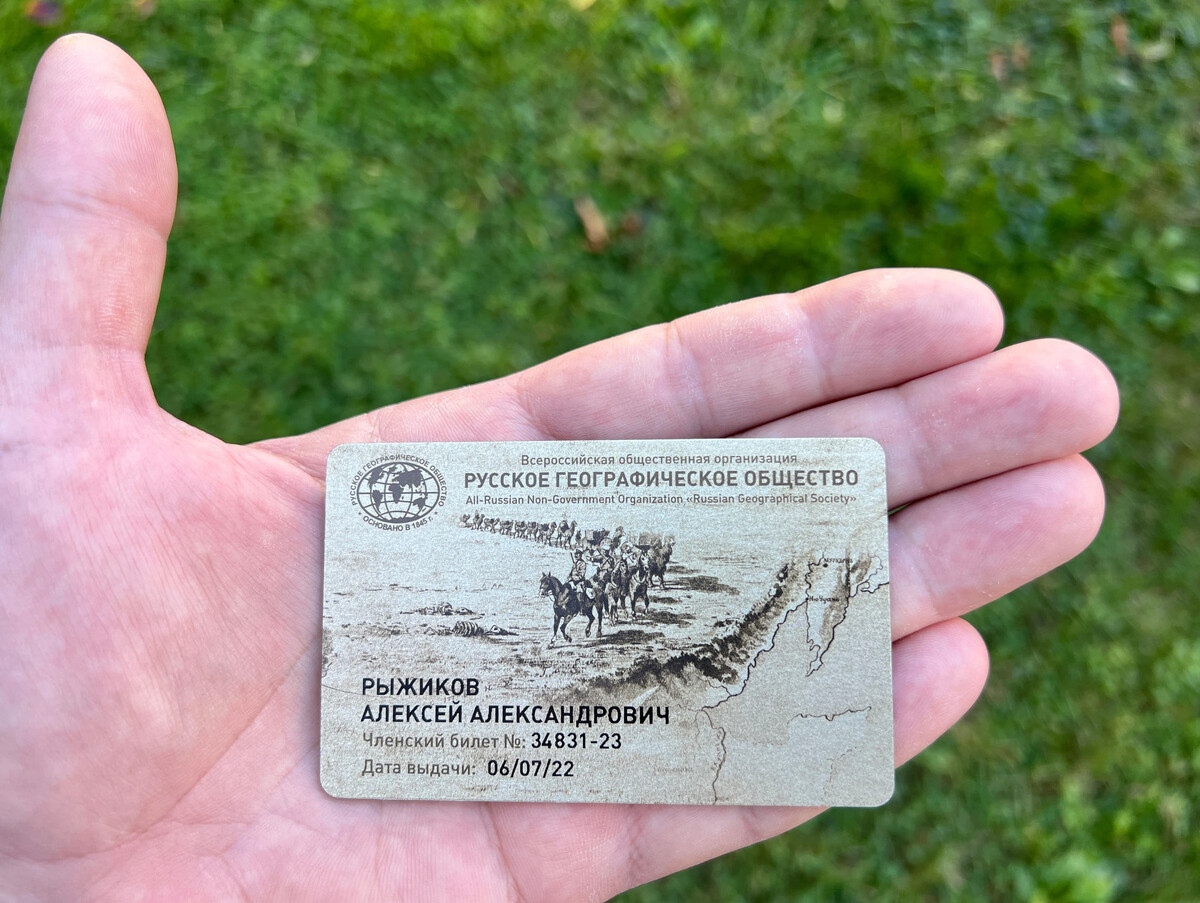 РУССКОЕ ГЕОГРАФИЧЕСКОЕ ОБЩЕСТВО
ОСНОВАНО В 1845 г.
Всероссийская общественная организация
РУССКОЕ ГЕОГРАФИЧЕСКОЕ ОБЩЕСТВО
All-Russian Non-Government Organization «Russian Geographical Society»
РЫЖИКОВ
АЛЕКСЕЙ АЛЕКСАНДРОВИЧ
Членский билет №: 34831-23
Дата выдачи: 06/07/22